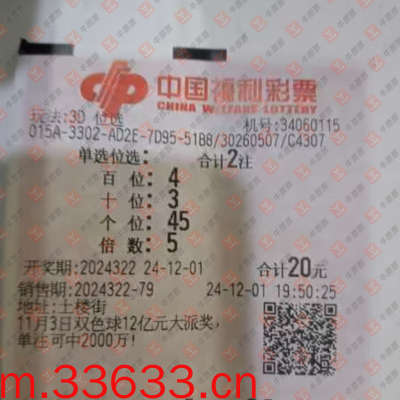 中国福利彩票
CHINA WELFARE LOTTERY
玩法:3D 位选 机号:34060115
015A-3302-AD2E-7D95-51B8/30260507/C4307
单选位选: 合计2注
百 位: 4
十 位: 3
个 位: 45
倍 数: 5
开奖期:2024322 24-12-01 合计20元
销售期:2024322-79 24-12-01 19:50:25
地址:土楼街
11月3日双色球12亿元大派奖,
单注可中2000万!
m.33633.cn